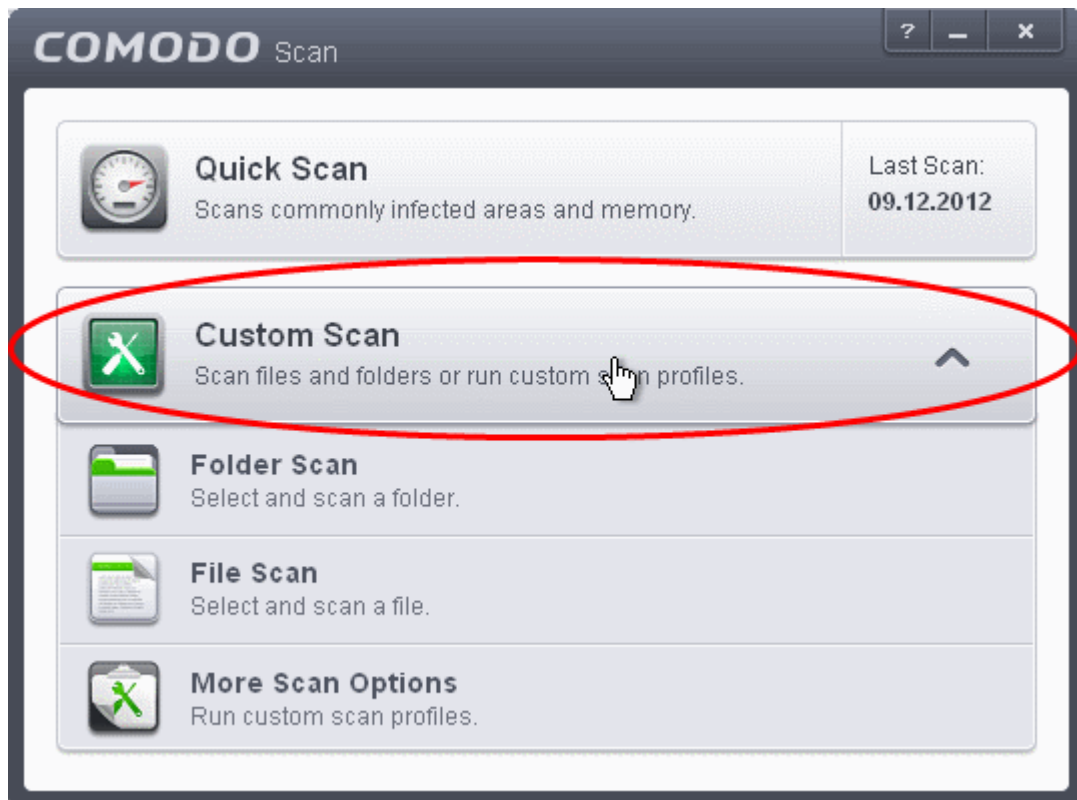 COMODO Scan
?
Quick Scan
Scans commonly infected areas and memory.
Last Scan:
09.12.2012
Custom Scan
Scan files and folders or run custom scan profiles.
Folder Scan
Select and scan a folder.
File Scan
Select and scan a file.
More Scan Options
Run custom scan profiles.